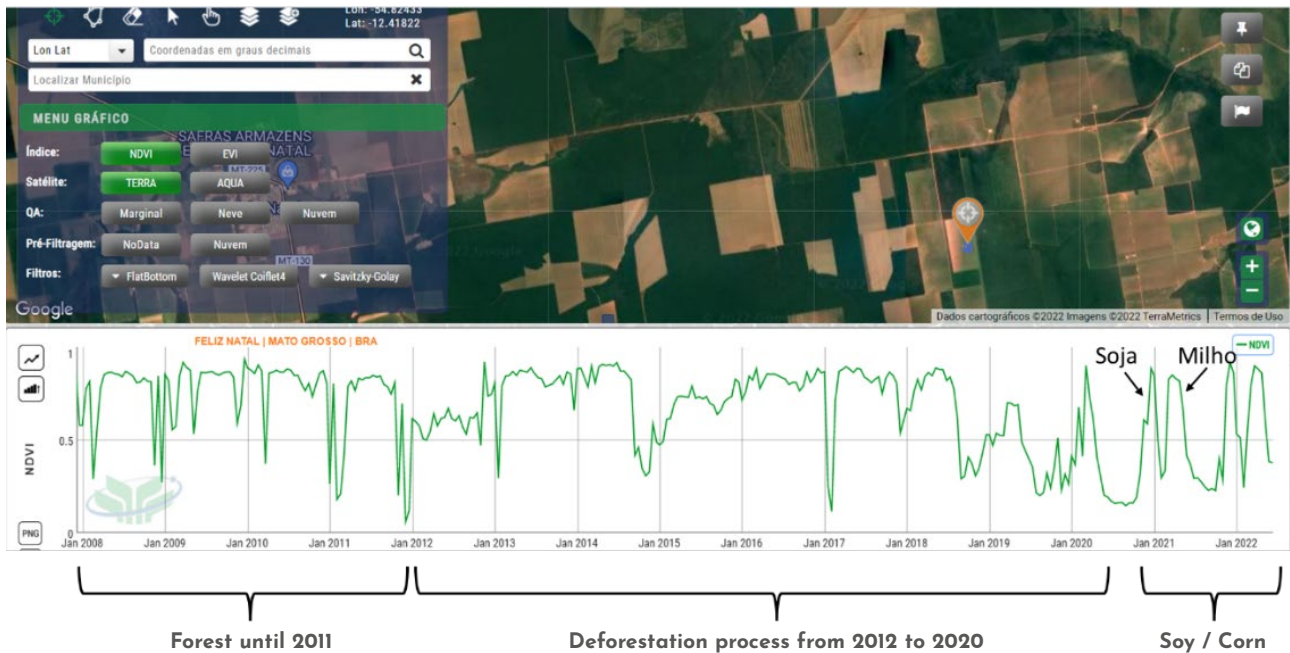 Lon: -54.82433
Lat: -12.41822
Lon Lat
Coordenadas em graus decimais
Localizar Município
MENU GRÁFICO
SAFRAS ARMAZENS
NATAL
Índice:
NDVI
EVI
MT-225
Satélite:
TERRA
AQUA
QA:
Marginal
Neve
Nuvem
Pré-Filtragem:
NoData
Nuvem
MT-130
Filtros:
FlatBottom
Wavelet Coiflet4
Savitzky-Golay
Google
Dados cartográficos ©2022 Imagens ©2022 TerraMetrics
Termos de Uso
FELIZ NATAL | MATO GROSSO | BRA
NDVI
Soja
Milho
1
0.5
0
NDVI
PNG
Jan 2008
Jan 2009
Jan 2010
Jan 2011
Jan 2012
Jan 2013
Jan 2014
Jan 2015
Jan 2016
Jan 2017
Jan 2018
Jan 2019
Jan 2020
Jan 2021
Jan 2022
Forest until 2011
Deforestation process from 2012 to 2020
Soy / Corn